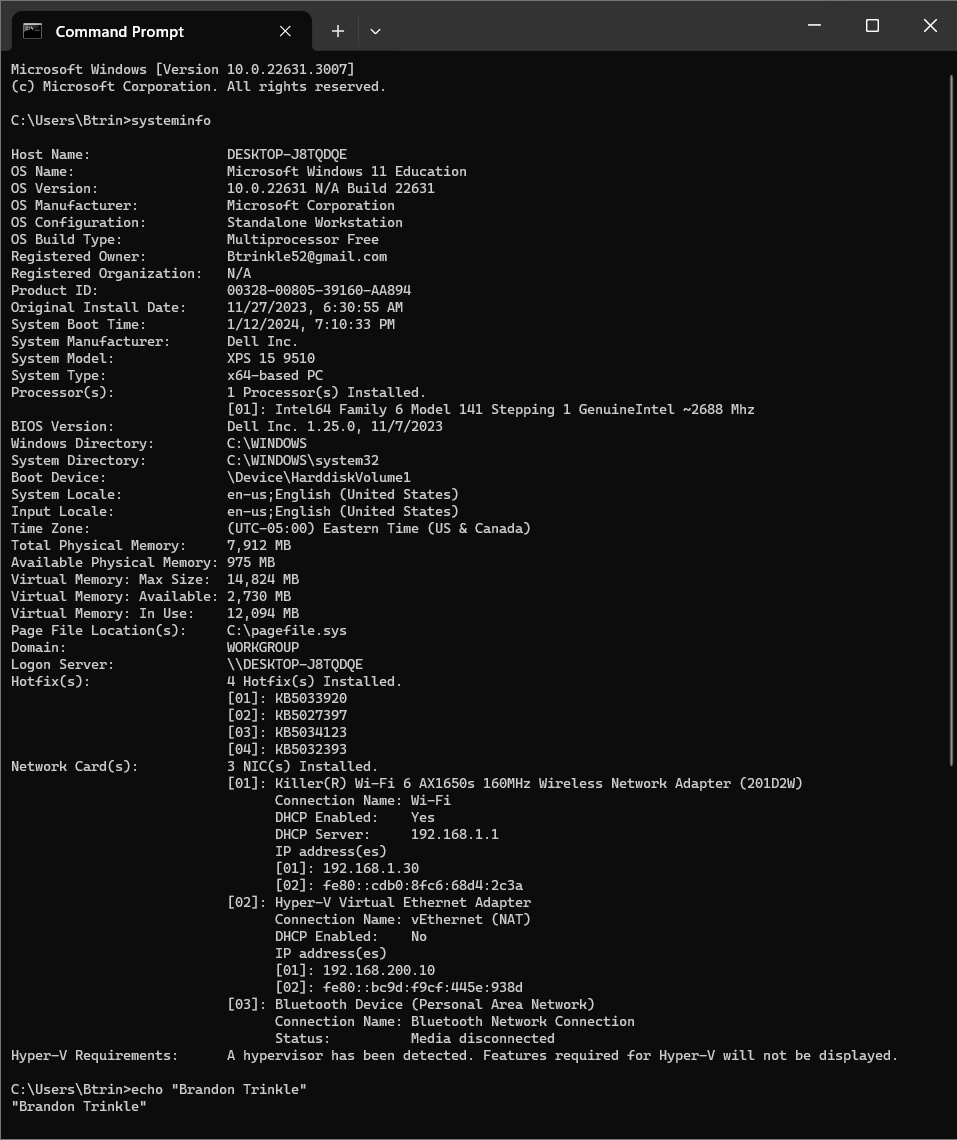 Command Prompt
Microsoft Windows [Version 10.0.22631.3007]
(c) Microsoft Corporation. All rights reserved.
C:\Users\Btrin>systeminfo
Host Name: DESKTOP-J8TQDQE
OS Name: Microsoft Windows 11 Education
OS Version: 10.0.22631 N/A Build 22631
OS Manufacturer: Microsoft Corporation
OS Configuration: Standalone Workstation
OS Build Type: Multiprocessor Free
Registered Owner: Btrinkle52@gmail.com
Registered Organization: N/A
Product ID: 00328-00805-39160-AA894
Original Install Date: 11/27/2023, 6:30:55 AM
System Boot Time: 1/12/2024, 7:10:33 PM
System Manufacturer: Dell Inc.
System Model: XPS 15 9510
System Type: x64-based PC
Processor(s): 1 Processor(s) Installed.
[01]: Intel64 Family 6 Model 141 Stepping 1 GenuineIntel ~2688 Mhz
BIOS Version: Dell Inc. 1.25.0, 11/7/2023
Windows Directory: C:\WINDOWS
System Directory: C:\WINDOWS\system32
Boot Device: \Device\HarddiskVolume1
System Locale: en-us;English (United States)
Input Locale: en-us;English (United States)
Time Zone: (UTC-05:00) Eastern Time (US & Canada)
Total Physical Memory: 7,912 MB
Available Physical Memory: 975 MB
Virtual Memory: Max Size: 14,824 MB
Virtual Memory: Available: 2,730 MB
Virtual Memory: In Use: 12,094 MB
Page File Location(s): C:\pagefile.sys
Domain: WORKGROUP
Logon Server: \\DESKTOP-J8TQDQE
Hotfix(s): 4 Hotfix(s) Installed.
[01]: KB5033920
[02]: KB5027397
[03]: KB5034123
[04]: KB5032393
Network Card(s): 3 NIC(s) Installed.
[01]: Killer(R) Wi-Fi 6 AX1650s 160MHz Wireless Network Adapter (201D2W)
Connection Name: Wi-Fi
DHCP Enabled: Yes
DHCP Server: 192.168.1.1
IP address(es)
[01]: 192.168.1.30
[02]: fe80::cdb0:8fc6:68d4:2c3a
[02]: Hyper-V Virtual Ethernet Adapter
Connection Name: vEthernet (NAT)
DHCP Enabled: No
IP address(es)
[01]: 192.168.200.10
[02]: fe80::bc9d:f9cf:445e:938d
[03]: Bluetooth Device (Personal Area Network)
Connection Name: Bluetooth Network Connection
Status: Media disconnected
Hyper-V Requirements: A hypervisor has been detected. Features required for Hyper-V will not be displayed.
C:\Users\Btrin>echo "Brandon Trinkle"
"Brandon Trinkle"